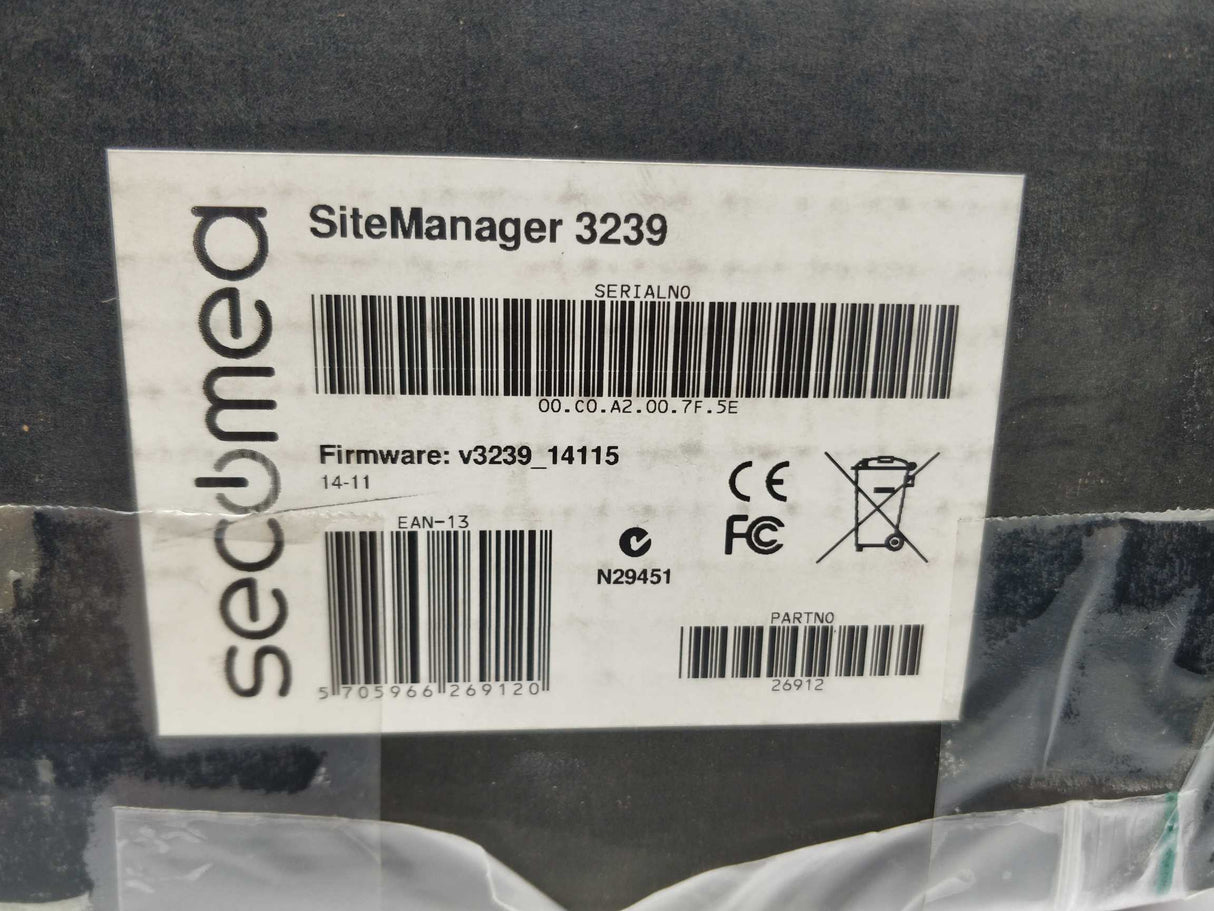 secomea
SiteManager 3239
SERIALNO
00.C0.A2.00.7F.5E
Firmware: v3239_14115
14-11
EAN-13
5 705966 269120
N29451
CE
FC
PARTNO
26912